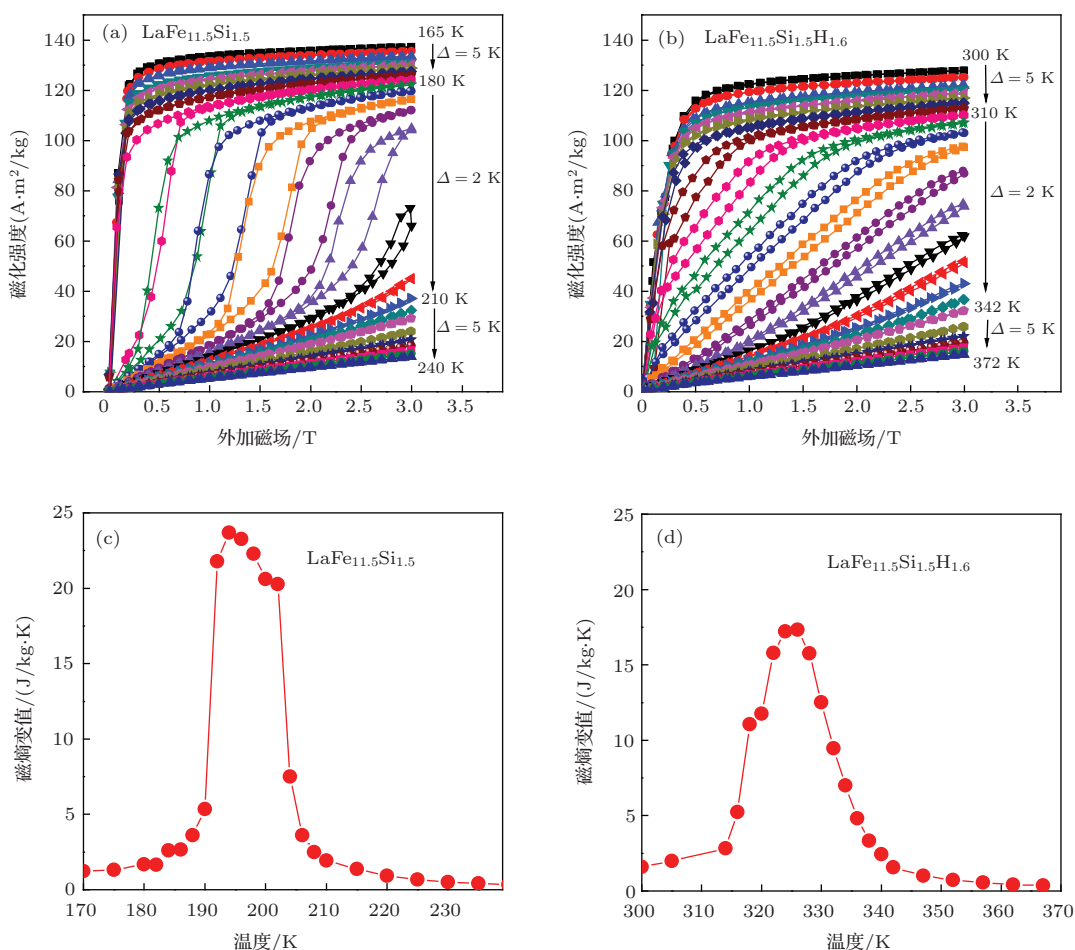 (a) LaFe₁₁.₅Si₁.₅
165 K
Δ = 5 K
180 K
Δ = 2 K
210 K
Δ = 5 K
240 K
磁化强度(A·m²/kg)
140
120
100
80
60
40
20
0
0 0.5 1.0 1.5 2.0 2.5 3.0 3.5
外加磁场/T
(b) LaFe₁₁.₅Si₁.₅H₁.₆
300 K
Δ = 5 K
310 K
Δ = 2 K
342 K
Δ = 5 K
372 K
磁化强度(A·m²/kg)
140
120
100
80
60
40
20
0
0 0.5 1.0 1.5 2.0 2.5 3.0 3.5
外加磁场/T
(c)
LaFe₁₁.₅Si₁.₅
磁熵变值/(J/kg·K)
25
20
15
10
5
0
170 180 190 200 210 220 230
温度/K
(d)
LaFe₁₁.₅Si₁.₅H₁.₆
磁熵变值/(J/kg·K)
25
20
15
10
5
0
300 310 320 330 340 350 360 370
温度/K